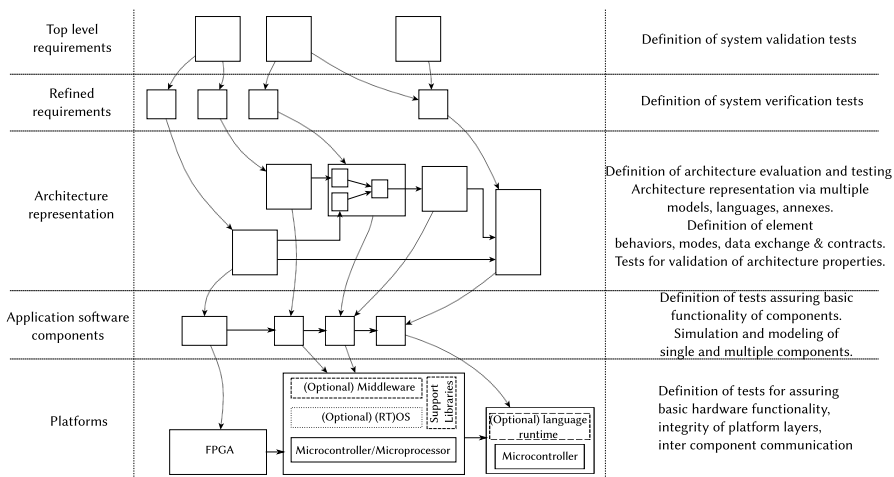 Top level
requirements
Definition of system validation tests
Refined
requirements
Definition of system verification tests
Architecture
representation
Definition of architecture evaluation and testing
Architecture representation via multiple
models, languages, annexes.
Definition of element
behaviors, modes, data exchange & contracts.
Tests for validation of architecture properties.
Application software
components
Definition of tests assuring basic
functionality of components.
Simulation and modeling of
single and multiple components.
Platforms
FPGA
(Optional) Middleware
(Optional) (RT)OS
Support
Libraries
Microcontroller/Microprocessor
(Optional) language
runtime
Microcontroller
Definition of tests for assuring
basic hardware functionality,
integrity of platform layers,
inter component communication